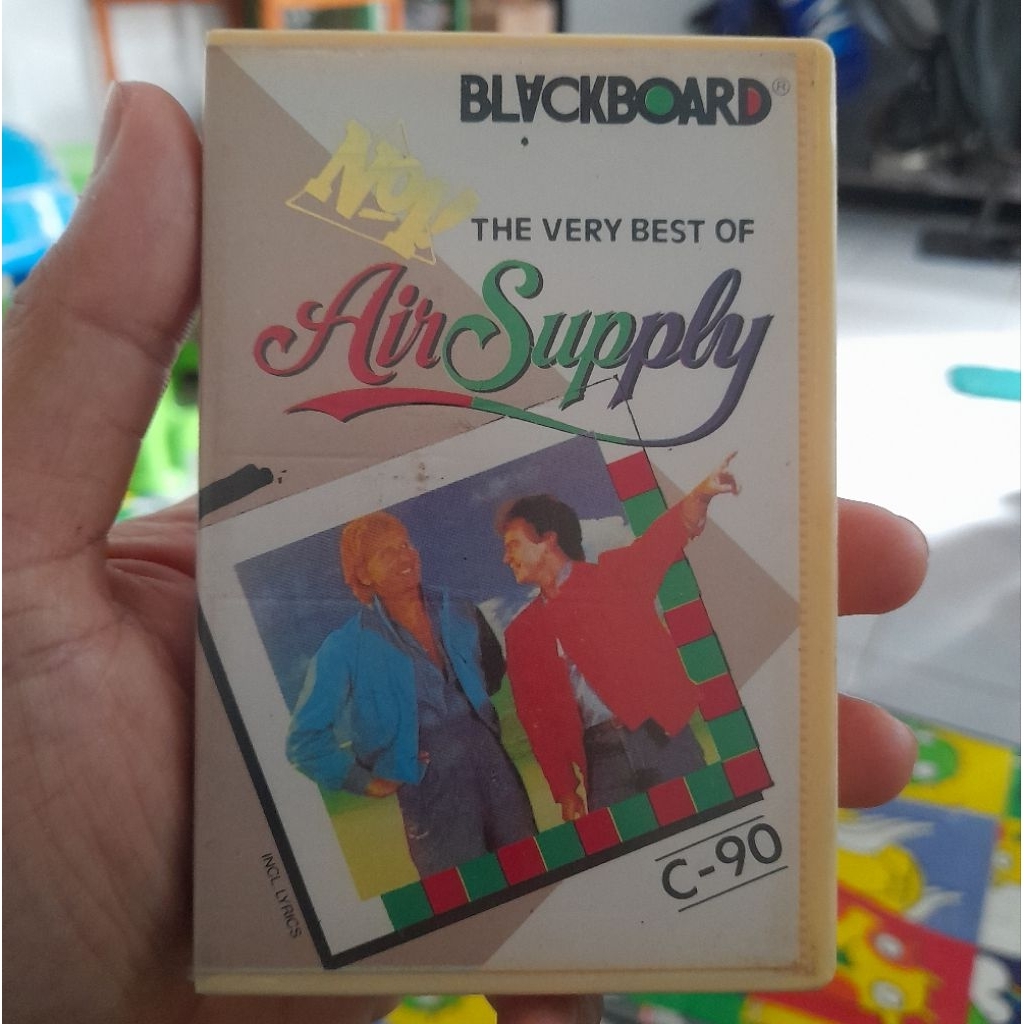 BLACKBOARD®
NOW
THE VERY BEST OF
Air Supply
C-90
INCL. LYRICS